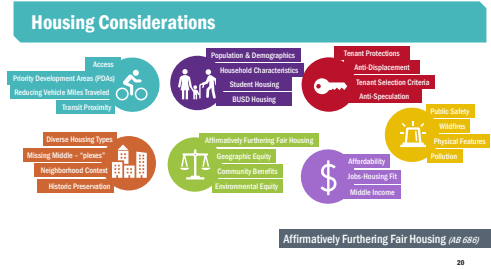 Housing Considerations
Access
Priority Development Areas (PDAs)
Reducing Vehicle Miles Traveled
Transit Proximity
Population & Demographics
Household Characteristics
Student Housing
BUSD Housing
Tenant Protections
Anti-Displacement
Tenant Selection Criteria
Anti-Speculation
Public Safety
Wildfires
Physical Features
Pollution
Diverse Housing Types
Missing Middle – "plexes"
Neighborhood Context
Historic Preservation
Affirmatively Furthering Fair Housing
Geographic Equity
Community Benefits
Environmental Equity
$
Affordability
Jobs-Housing Fit
Middle Income
Affirmatively Furthering Fair Housing (AB 686)
20